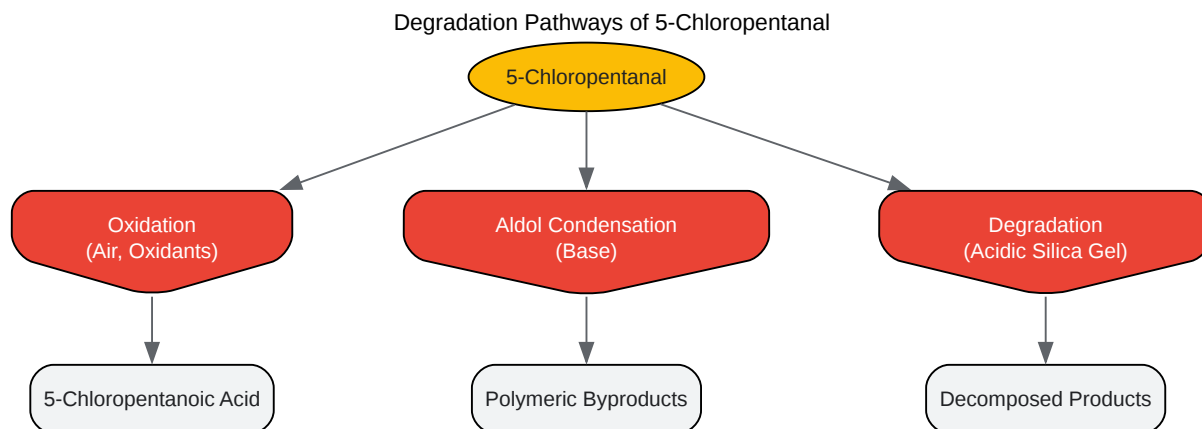 Degradation Pathways of 5-Chloropentanal
5-Chloropentanal
Oxidation
(Air, Oxidants)
Aldol Condensation
(Base)
Degradation
(Acidic Silica Gel)
5-Chloropentanoic Acid
Polymeric Byproducts
Decomposed Products